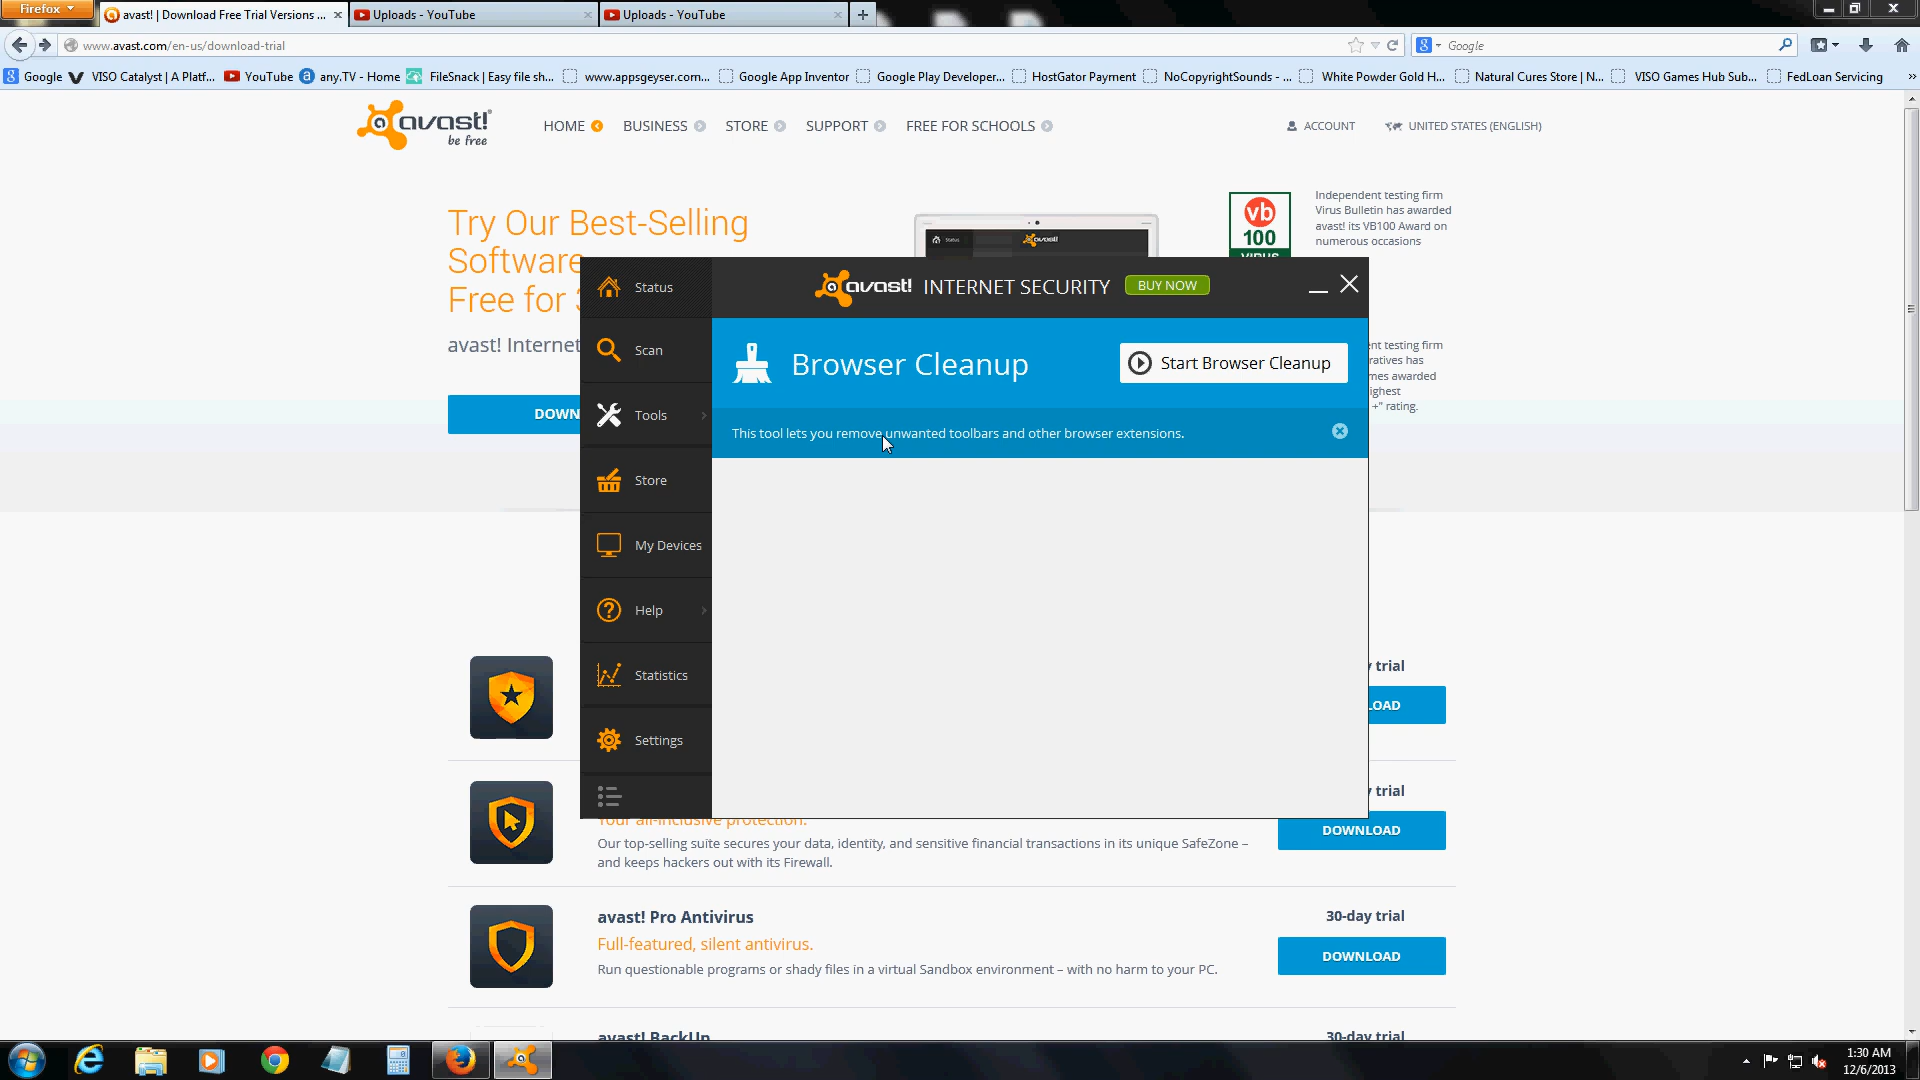 Firefox
avast! | Download Free Trial Versions ...
Uploads - YouTube
Uploads - YouTube
www.avast.com/en-us/download-trial
Google
Google
VISO Catalyst | A Platf...
YouTube
any.TV - Home
FileSnack | Easy file sh...
www.appsgeyser.com...
Google App Inventor
Google Play Developer...
HostGator Payment
NoCopyrightSounds - ...
White Powder Gold H...
Natural Cures Store | N...
VISO Games Hub Sub...
FedLoan Servicing
avast!
be free
HOME
BUSINESS
STORE
SUPPORT
FREE FOR SCHOOLS
ACCOUNT
UNITED STATES (ENGLISH)
Try Our Best-Selling
Software
Free for
avast! Internet
DOWN
Status
avast!
vb
100
VIRUS
Independent testing firm
Virus Bulletin has awarded
avast! its VB100 Award on
numerous occasions
nt testing firm
ratives has
mes awarded
ighest
+" rating.
avast! INTERNET SECURITY
BUY NOW
Status
Scan
Tools
Store
My Devices
Help
Statistics
Settings
Browser Cleanup
Start Browser Cleanup
This tool lets you remove unwanted toolbars and other browser extensions.
trial
LOAD
trial
DOWNLOAD
Your all-inclusive protection.
Our top-selling suite secures your data, identity, and sensitive financial transactions in its unique SafeZone –
and keeps hackers out with its Firewall.
avast! Pro Antivirus
Full-featured, silent antivirus.
Run questionable programs or shady files in a virtual Sandbox environment – with no harm to your PC.
30-day trial
DOWNLOAD
avast! BackUp
30-day trial
1:30 AM
12/6/2013